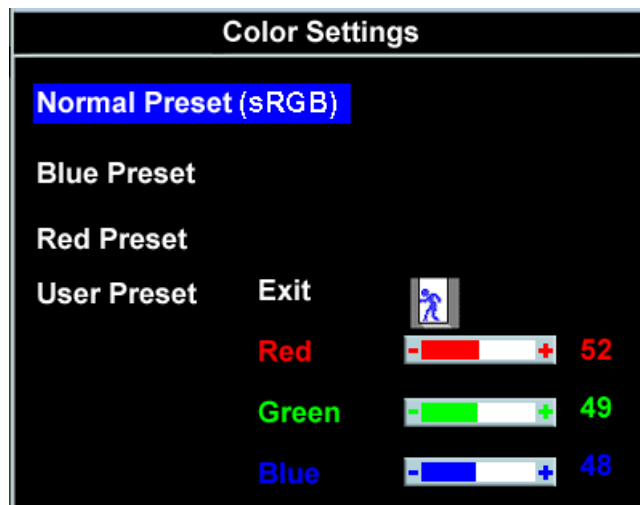 Color Settings
Normal Preset (sRGB)
Blue Preset
Red Preset
User Preset Exit
Red - + 52
Green - + 49
Blue - + 48